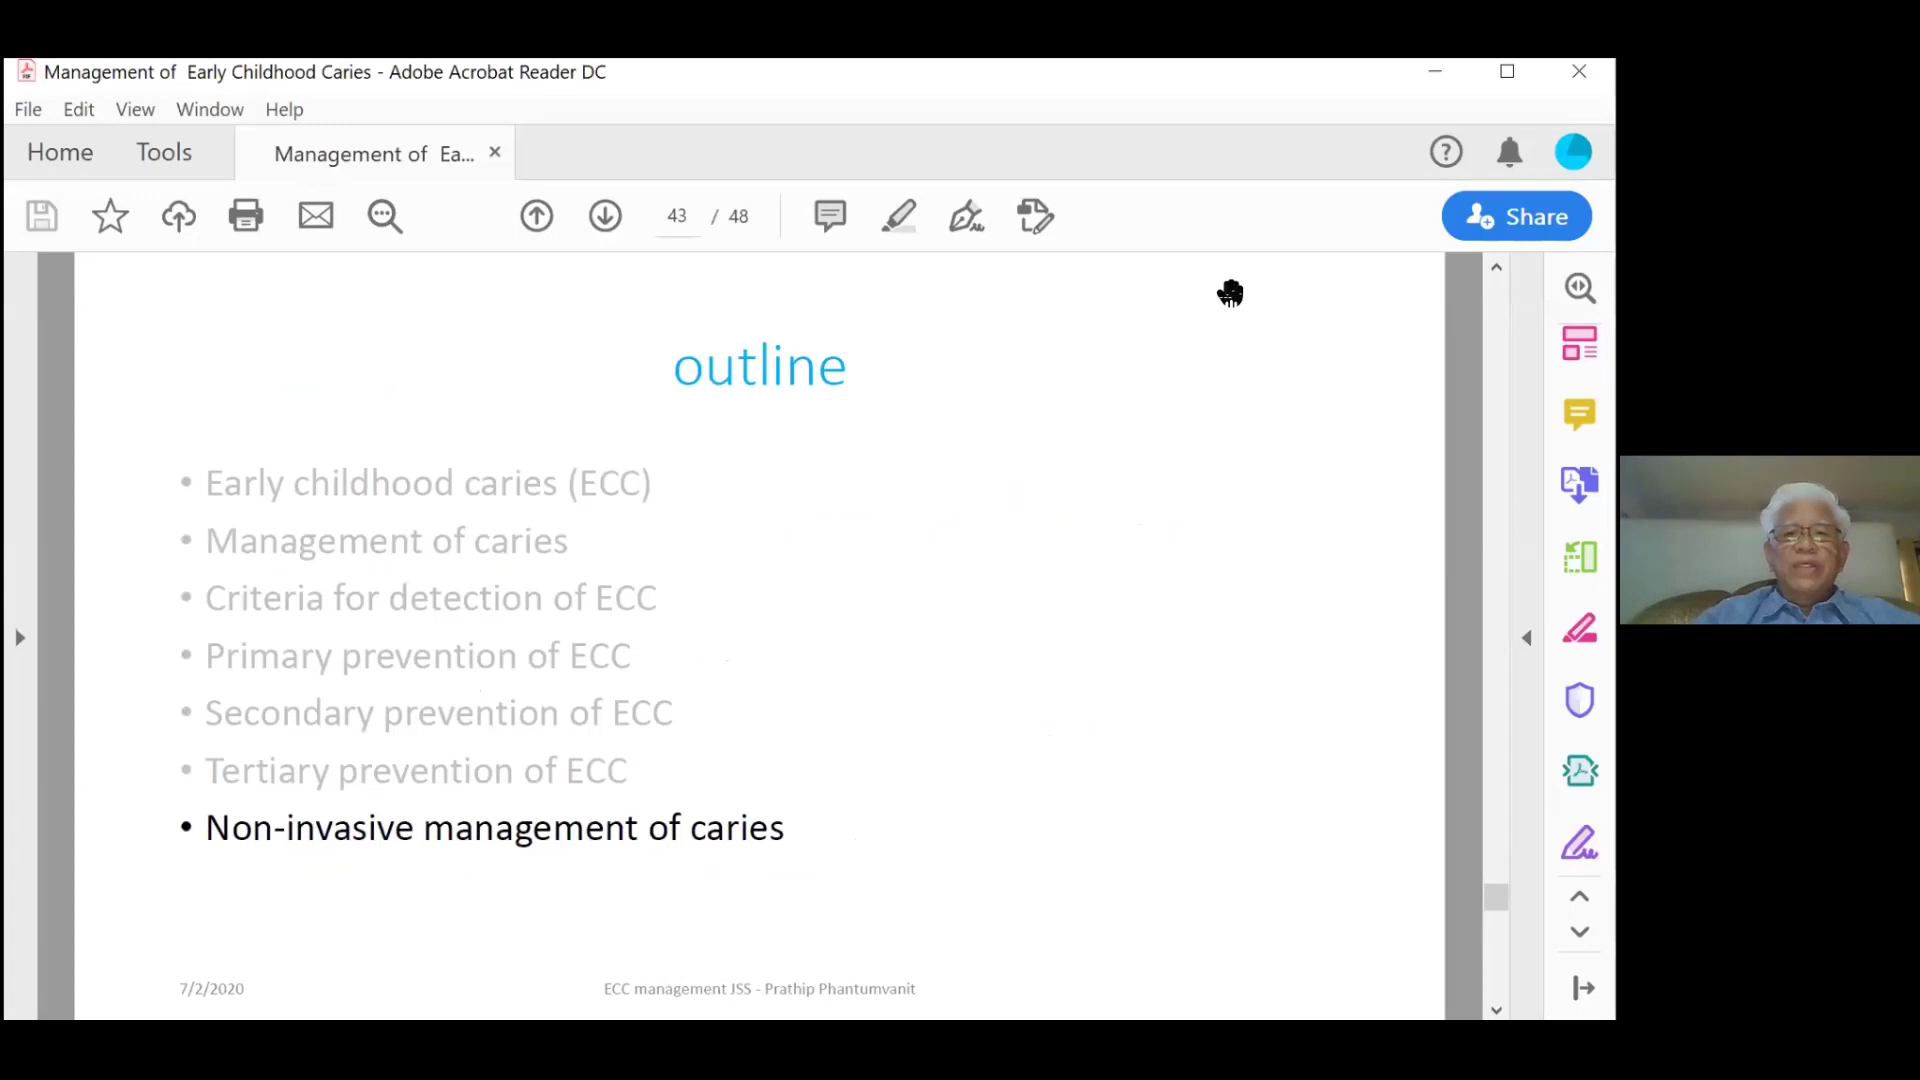 Management of  Early Childhood Caries - Adobe Acrobat Reader DC
File Edit View Window Help
Home Tools Management of  Ea...
43 / 48
Share
outline
• Early childhood caries (ECC)
• Management of caries
• Criteria for detection of ECC
• Primary prevention of ECC
• Secondary prevention of ECC
• Tertiary prevention of ECC
• Non-invasive management of caries
7/2/2020 ECC management JSS - Prathip Phantumvanit